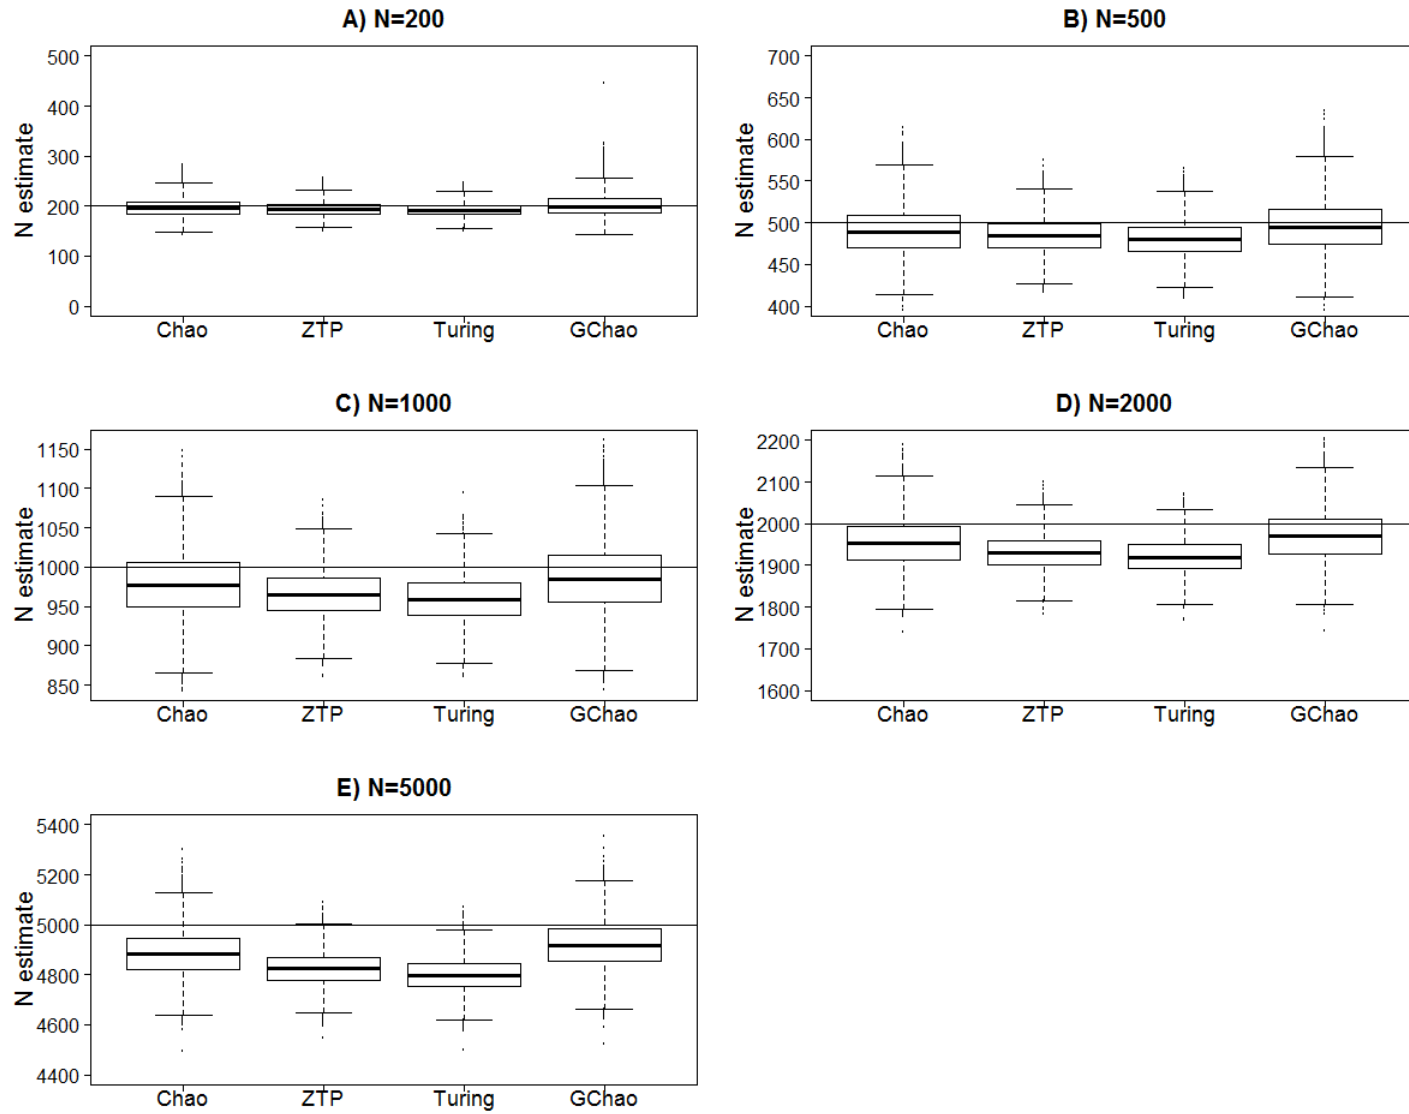 A) N=200
N estimate
500
400
300
200
100
0
Chao ZTP Turing GChao
B) N=500
N estimate
700
650
600
550
500
450
400
Chao ZTP Turing GChao
C) N=1000
N estimate
1150
1100
1050
1000
950
900
850
Chao ZTP Turing GChao
D) N=2000
N estimate
2200
2100
2000
1900
1800
1700
1600
Chao ZTP Turing GChao
E) N=5000
N estimate
5400
5200
5000
4800
4600
4400
Chao ZTP Turing GChao